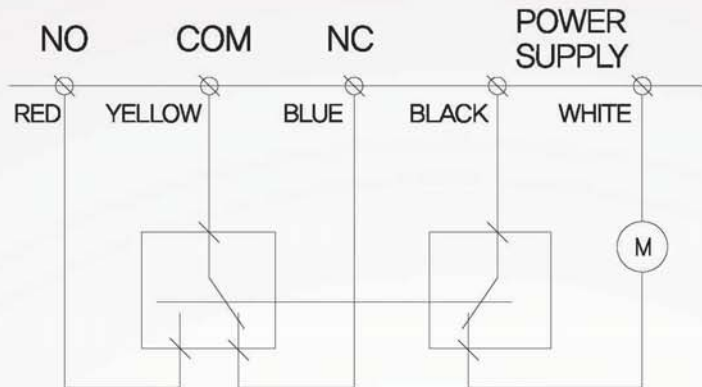 NO COM NC POWER
SUPPLY
RED YELLOW BLUE BLACK WHITE
M